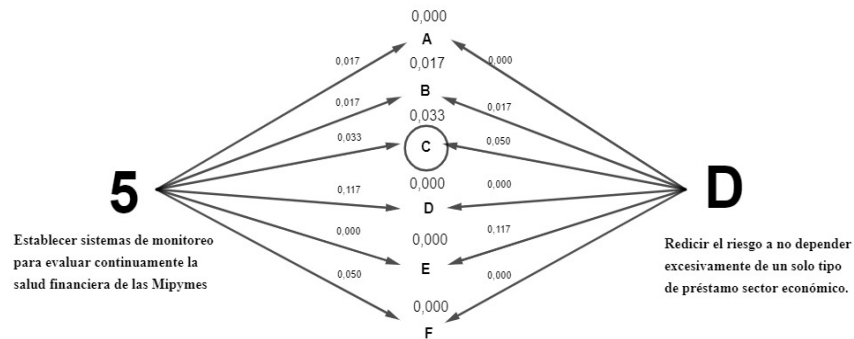 0,000
A
0,017
0,017
0,000
B
0,017
0,017
0,033
0,033
C
0,050
0,000
0,117
D
0,000
0,000
0,000
E
0,117
0,050
0,000
F
0,000
5
Establecer sistemas de monitoreo
para evaluar continuamente la
salud financiera de las Mipymes
D
Redicir el riesgo a no depender
excesivamente de un solo tipo
de préstamo sector económico.